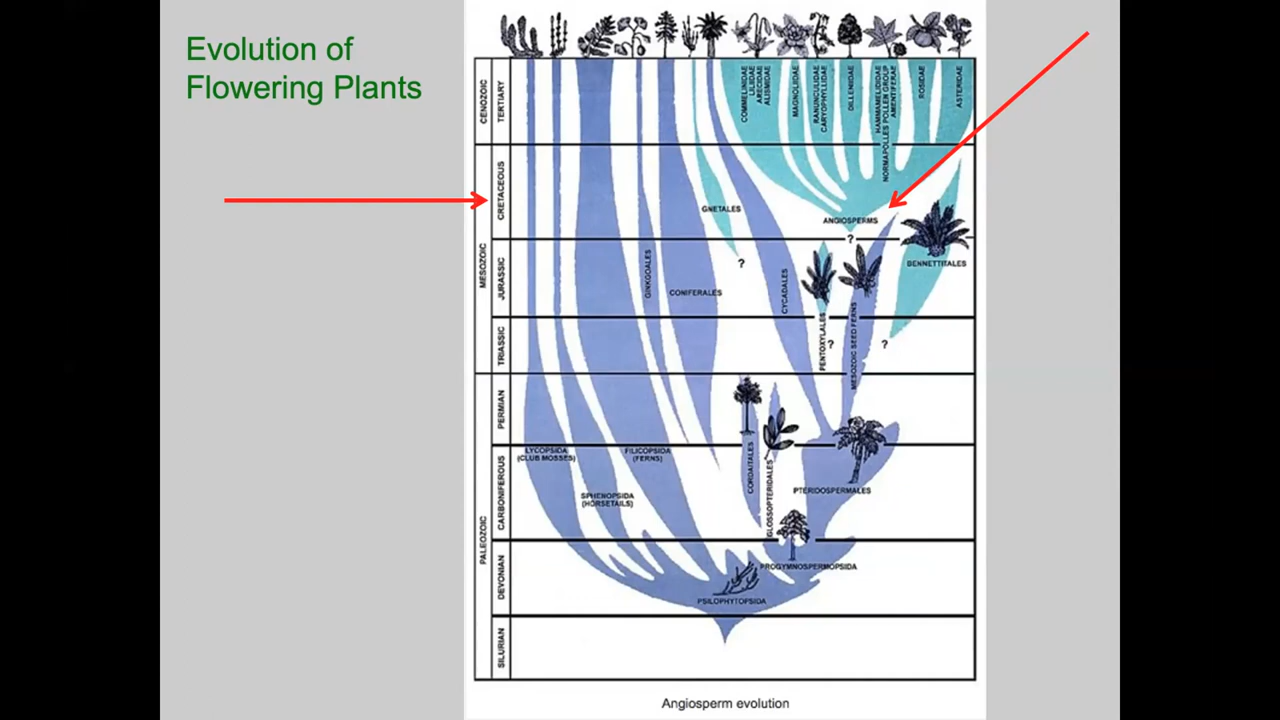 Evolution of
Flowering Plants
CENOZOIC
TERTIARY
COMMELINIDAE
LILIIDAE
ARECIDAE
ALISMIDAE
MAGNOLIDAE
RANUNCULIDAE
CARYOPHYLLIDAE
DILLENIIDAE
HAMMAMELIDIDAE
NORMAPOLLES POLLEN GROUP
AMENTIFERAE
ROSIDAE
ASTERIDAE
MESOZOIC
CRETACEOUS
GNETALES
ANGIOSPERMS
?
JURASSIC
GINKGOALES
?
CONIFERALES
CYCADALES
BENNETTITALES
TRIASSIC
PENTOXYLALES
?
MESOZOIC SEED FERNS
?
PALEOZOIC
PERMIAN
CARBONIFEROUS
LYCOPSIDA
(CLUB MOSSES)
FILICOPSIDA
(FERNS)
SPHENOPSIDA
(HORSETAILS)
CORDAITALES
GLOSSOPTERIDALES
PTERIDOSPERMALES
DEVONIAN
PROGYMNOSPERMOPSIDA
PSILOPHYTOPSIDA
SILURIAN
Angiosperm evolution